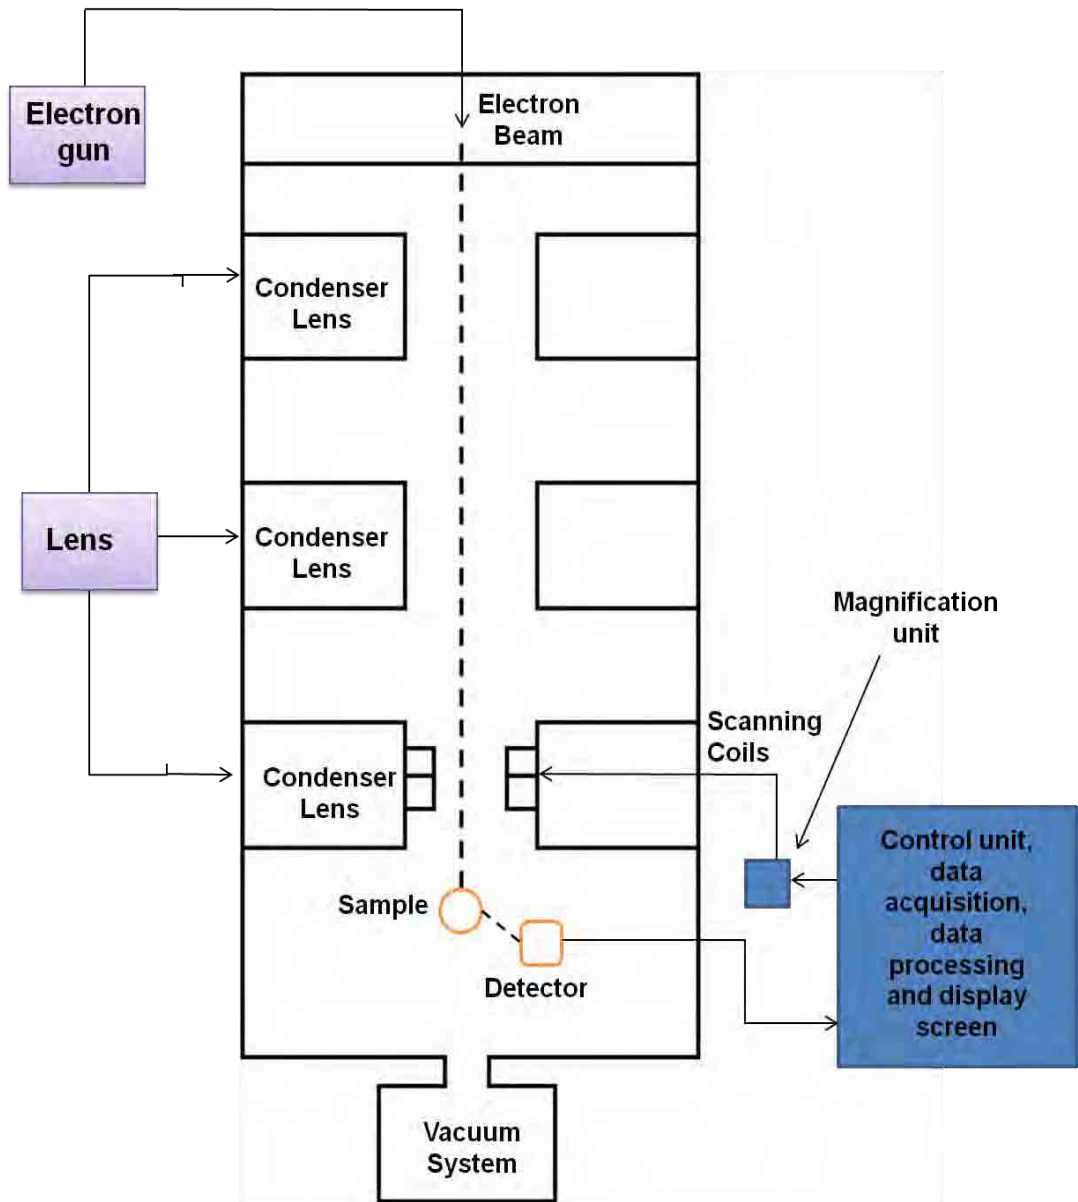 Electron
gun
Electron
Beam
Condenser
Lens
Lens
Condenser
Lens
Magnification
unit
Scanning
Coils
Condenser
Lens
Control unit,
data
acquisition,
data
processing
and display
screen
Sample
Detector
Vacuum
System